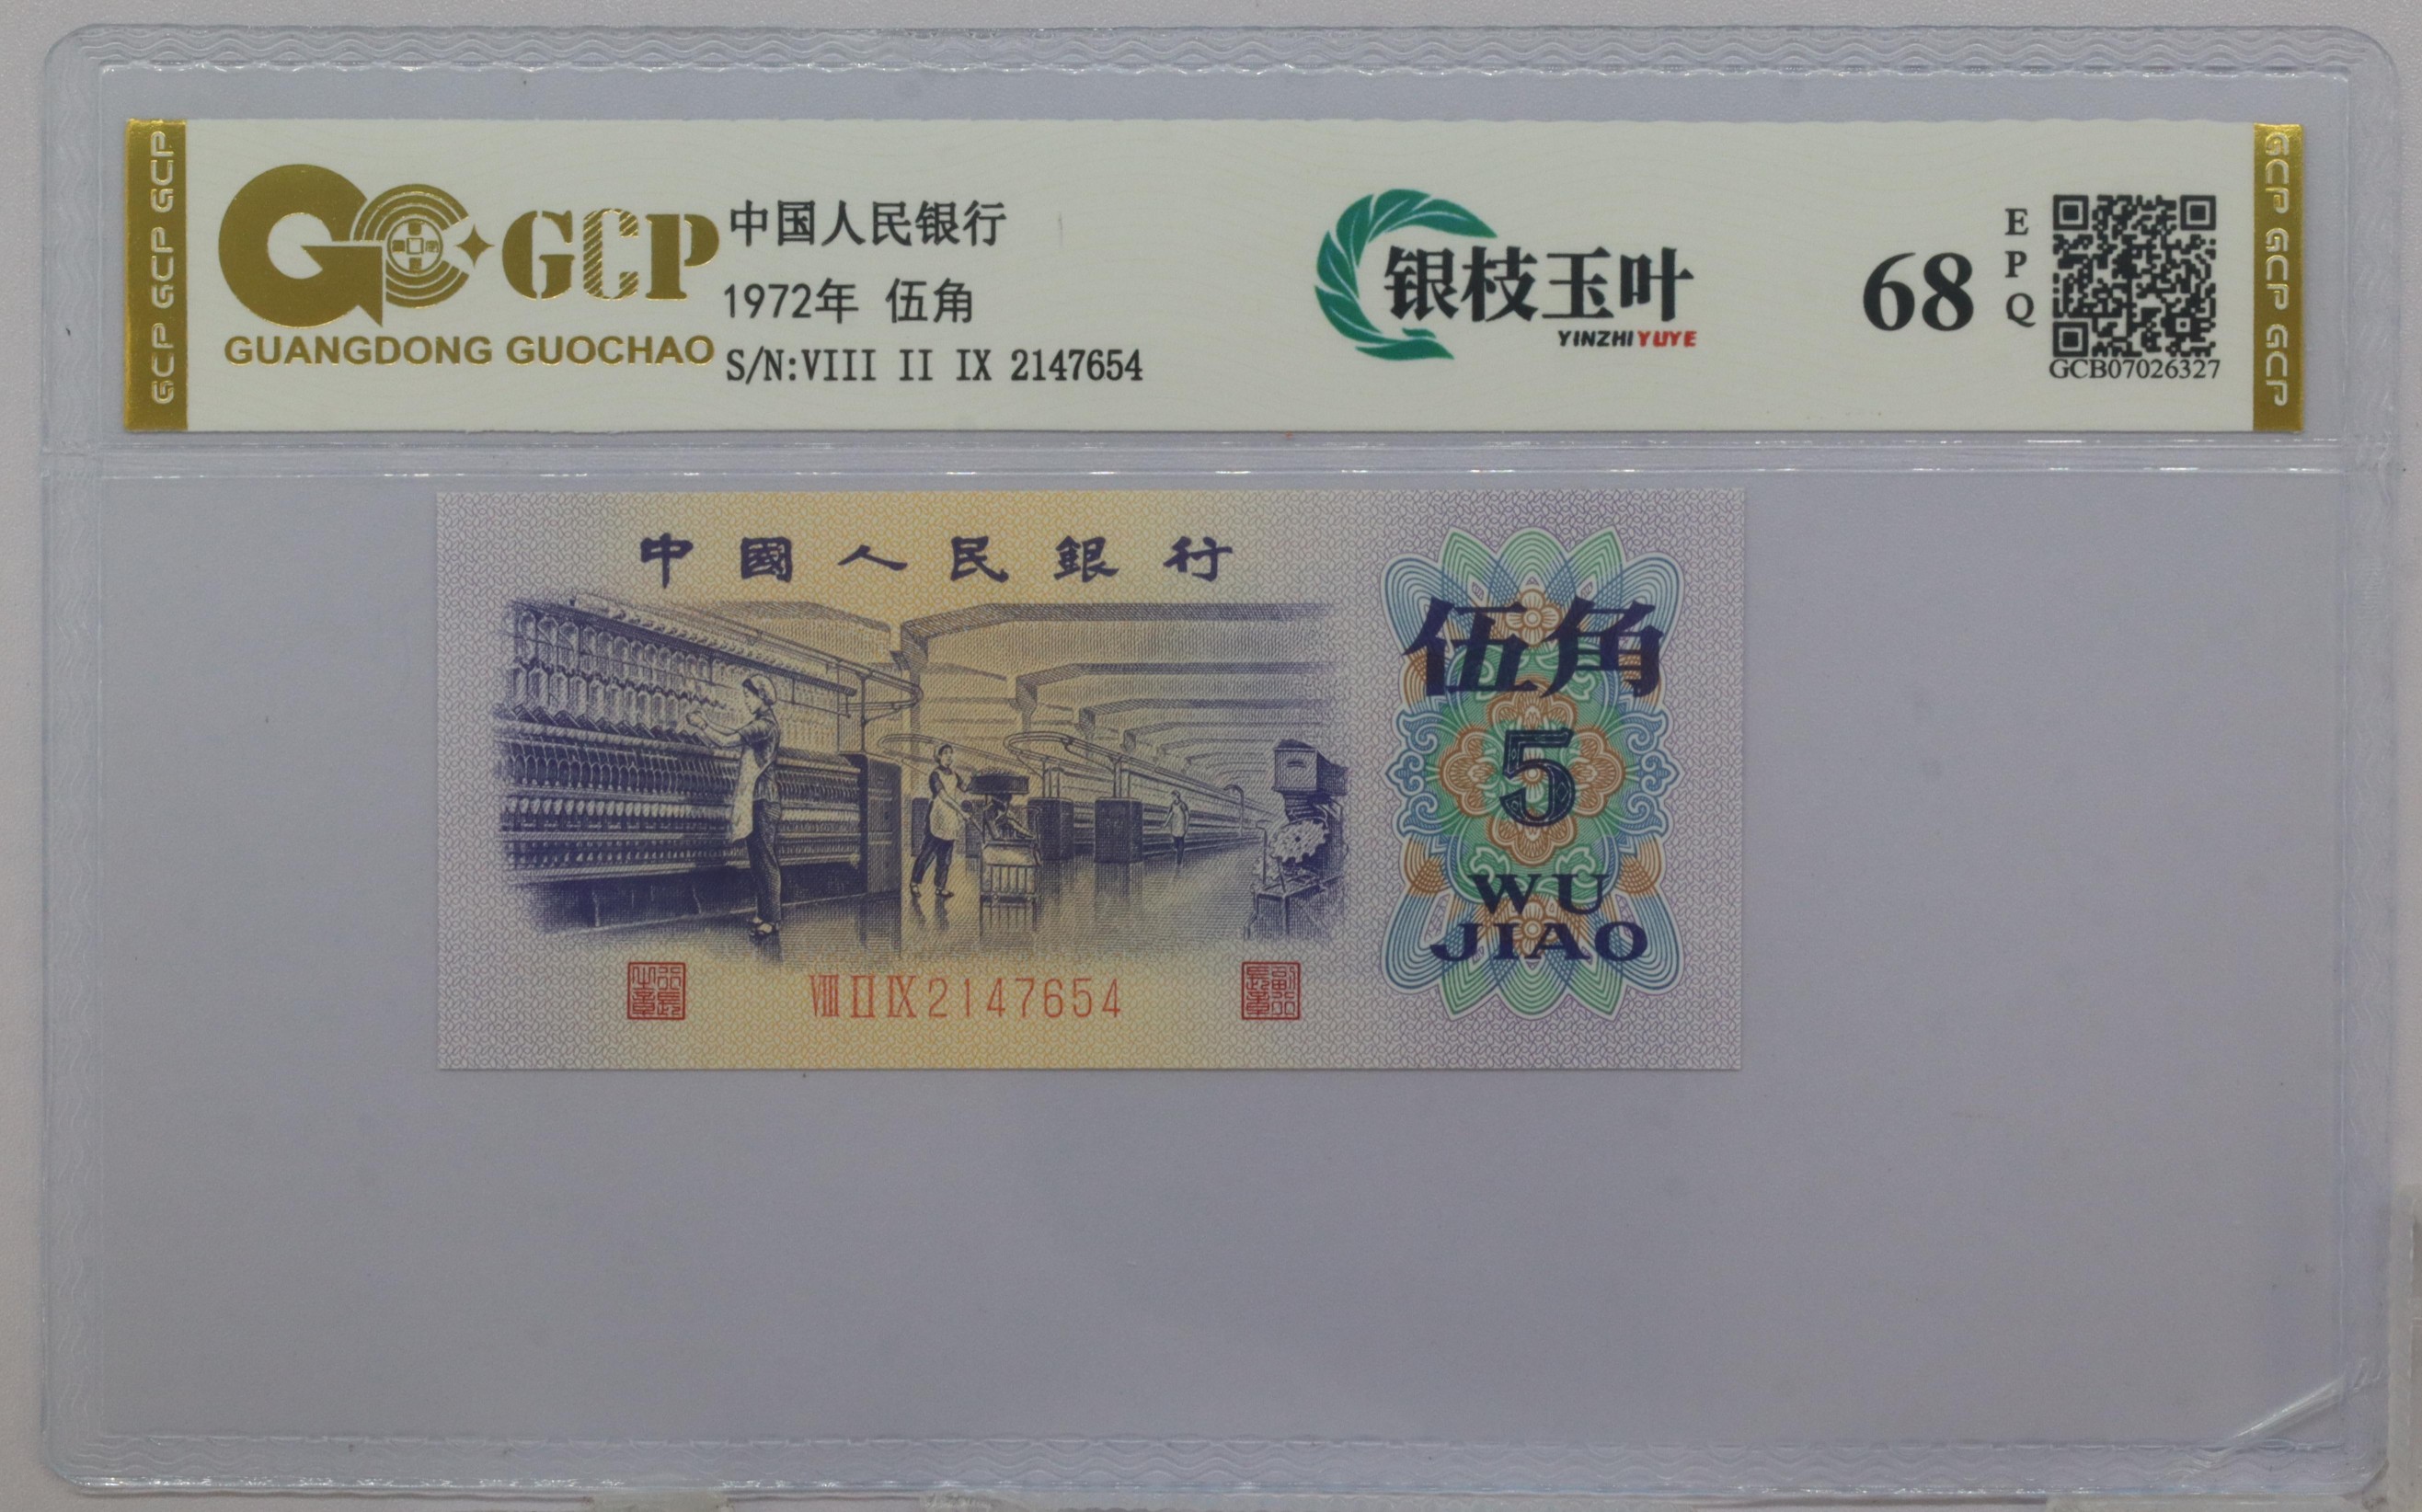 GCP GCP GCP
GCP
GUANGDONG GUOCHAO
中国人民银行
1972年 伍角
S/N:VIII II IX 2147654
银枝玉叶
YINZHIYUYE
68
EPQ
GCB07026327
GCP GCP GCP
中國人民銀行
伍角
5
WU
JIAO
VIII II IX 2147654